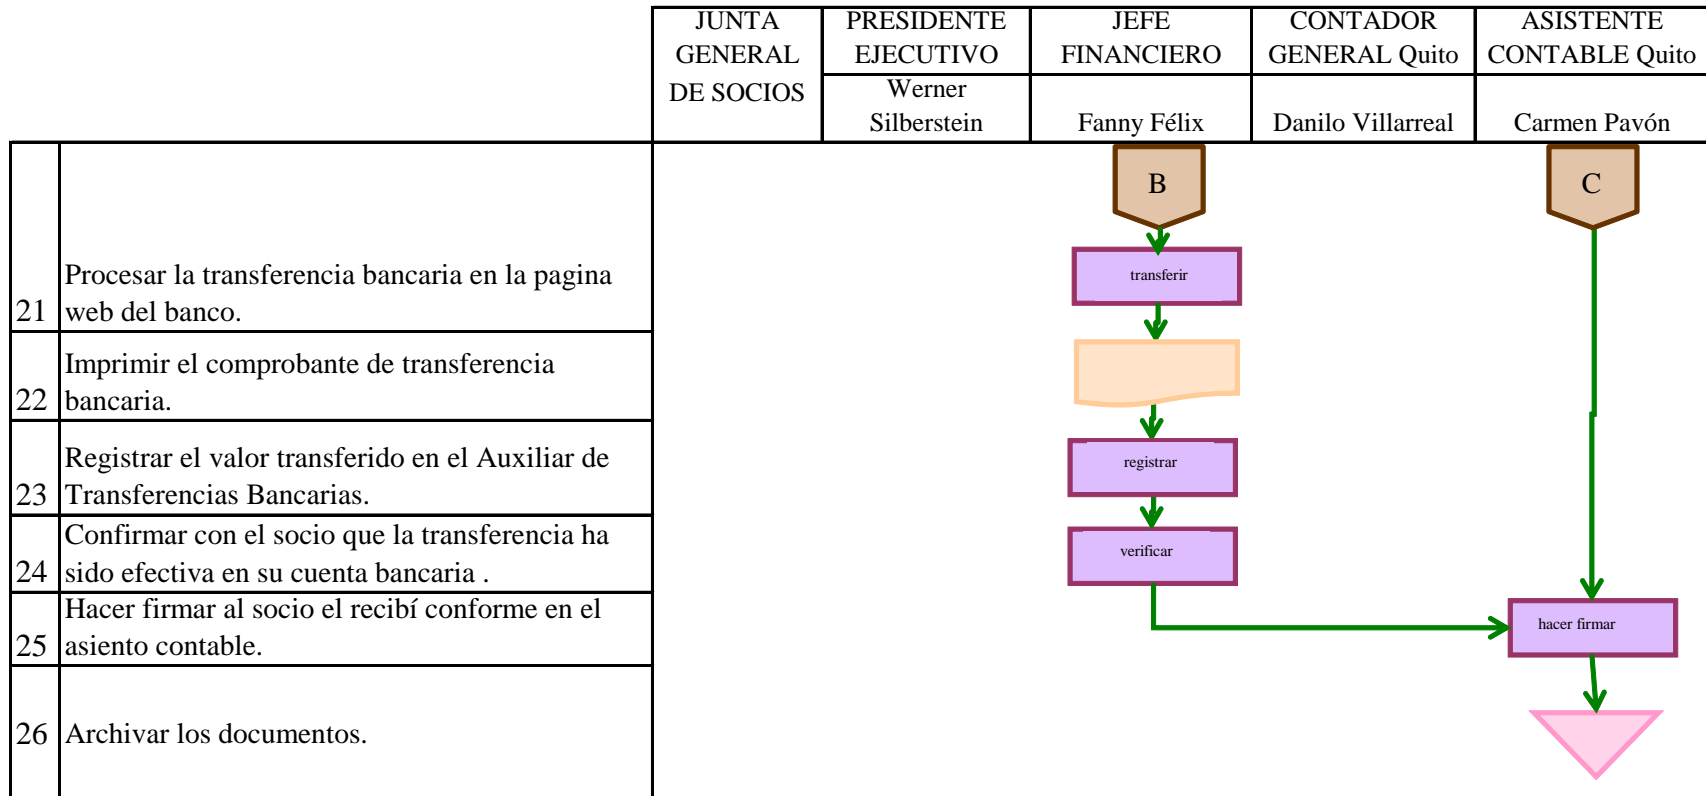 JUNTA
GENERAL
DE SOCIOS
PRESIDENTE
EJECUTIVO
JEFE
FINANCIERO
CONTADOR
GENERAL Quito
ASISTENTE
CONTABLE Quito
Werner
Silberstein
Fanny Félix
Danilo Villarreal
Carmen Pavón
B
C
21
Procesar la transferencia bancaria en la pagina
web del banco.
transferir
22
Imprimir el comprobante de transferencia
bancaria.
23
Registrar el valor transferido en el Auxiliar de
Transferencias Bancarias.
registrar
24
Confirmar con el socio que la transferencia ha
sido efectiva en su cuenta bancaria .
verificar
25
Hacer firmar al socio el recibí conforme en el
asiento contable.
hacer firmar
26
Archivar los documentos.